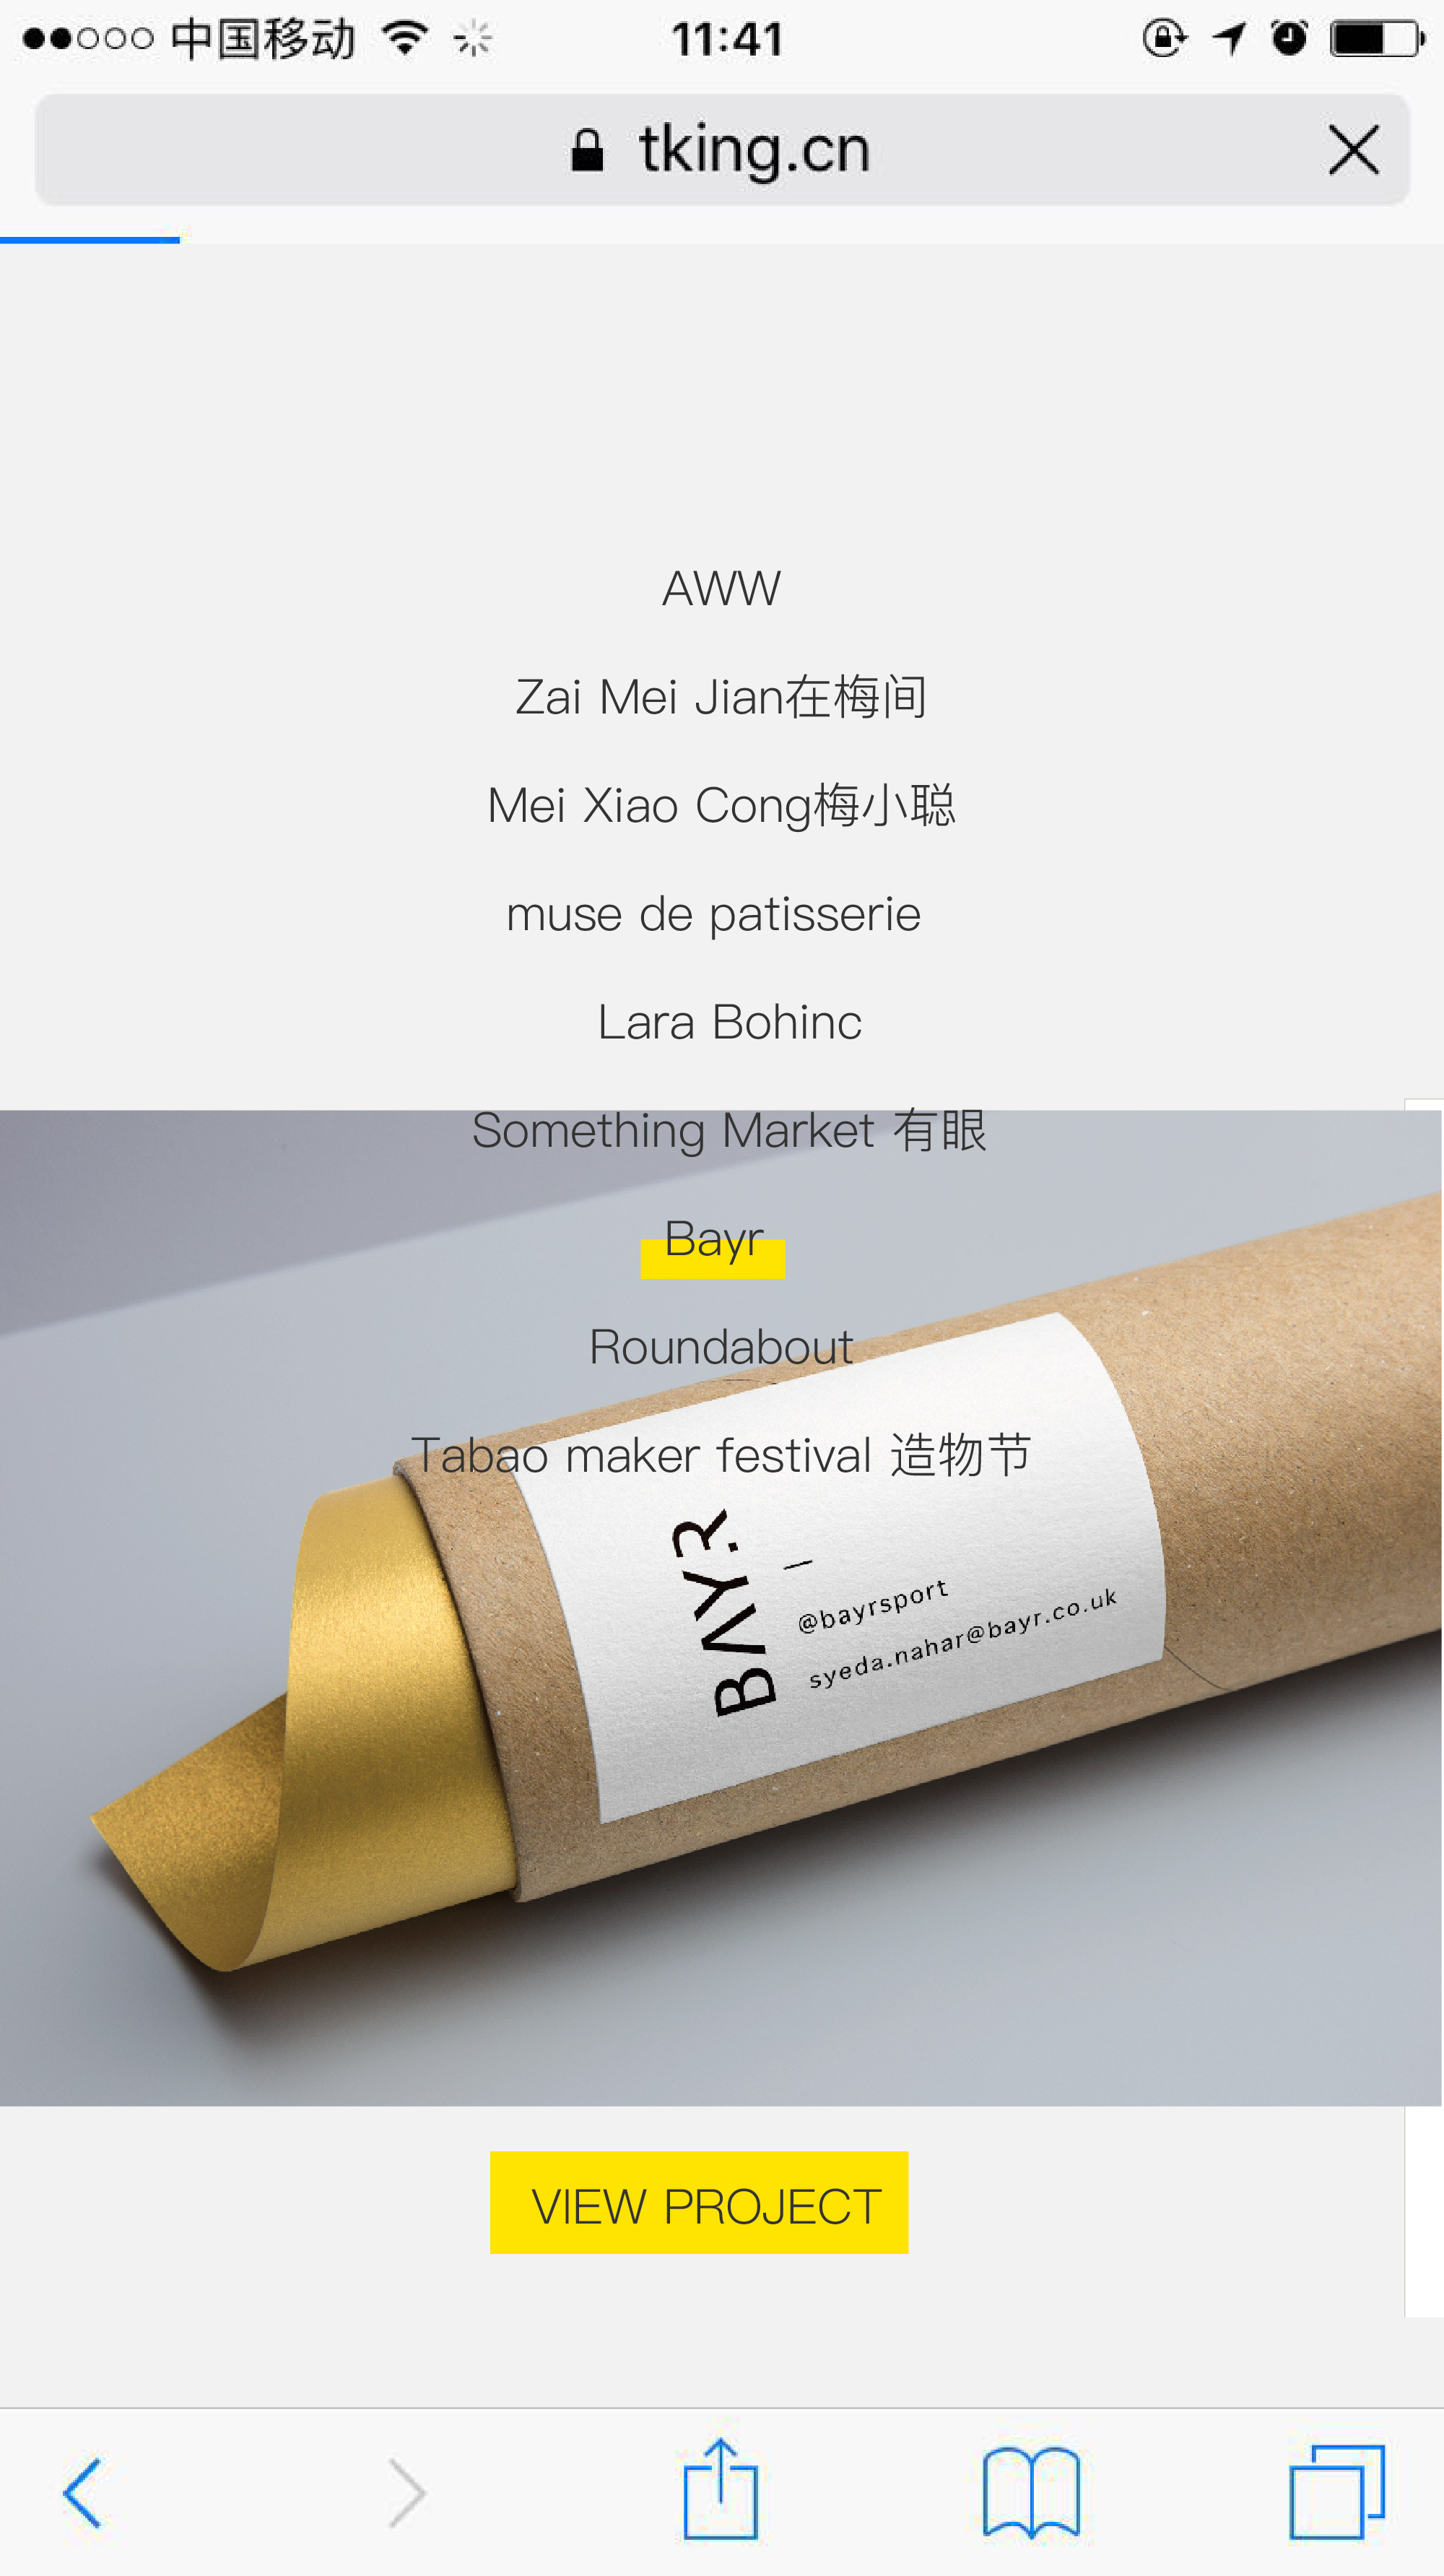 中国移动
11:41
tking.cn
AWW
Zai Mei Jian在梅间
Mei Xiao Cong梅小聪
muse de patisserie
Lara Bohinc
Something Market 有眼
Bayr
Roundabout
Tabao maker festival 造物节
BAYR
@bayrsport
syeda.nahar@bayr.co.uk
VIEW PROJECT